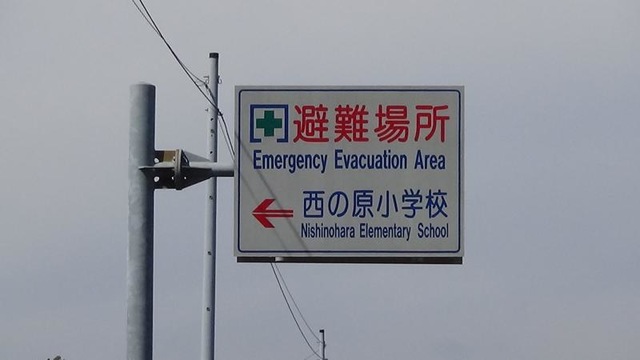 避難場所
Emergency Evacuation Area
西の原小学校
Nishinohara Elementary School